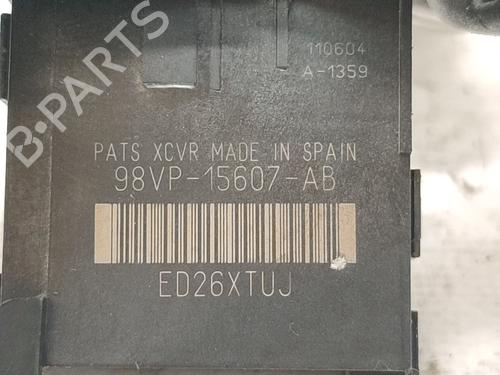 B-PARTS
110604
A-1359
PATS XCVR MADE IN SPAIN
98VP-15607-AB
ED26XTUJ